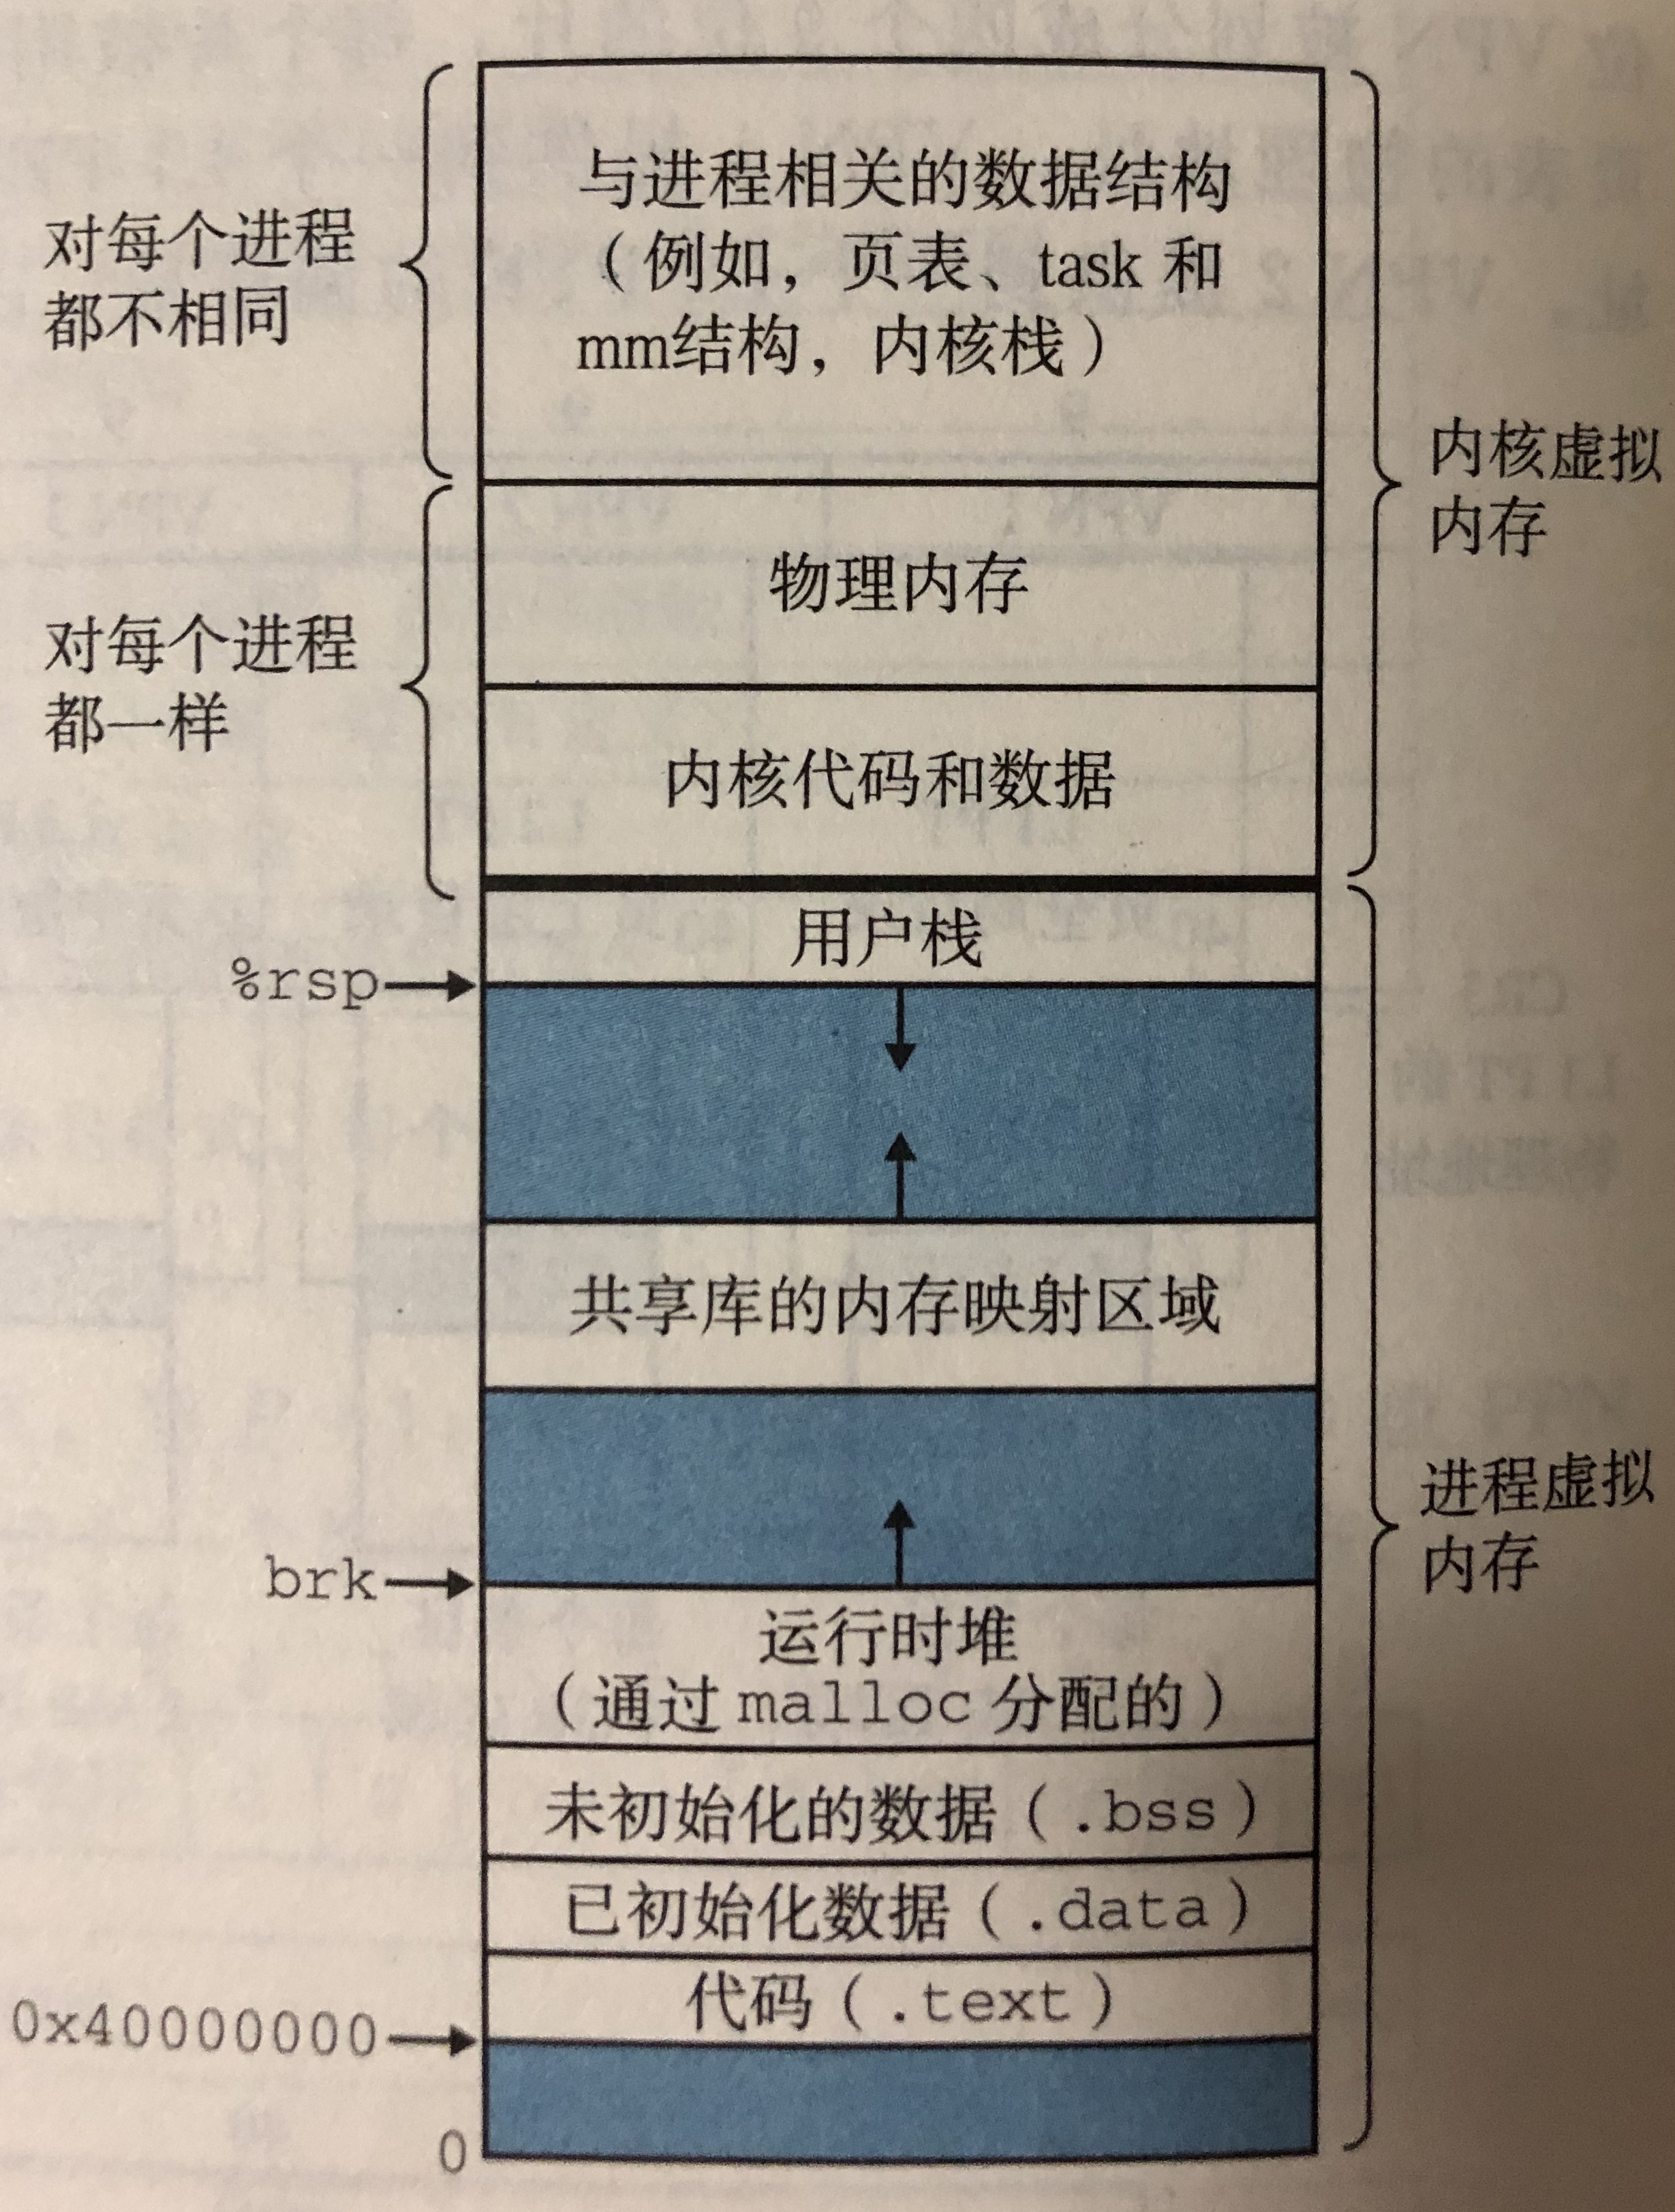 与进程相关的数据结构
（例如，页表、task 和
mm结构，内核栈）
对每个进程
都不相同
内核虚拟
内存
物理内存
对每个进程
都一样
内核代码和数据
用户栈
%rsp
共享库的内存映射区域
进程虚拟
内存
brk
运行时堆
（通过 malloc 分配的）
未初始化的数据（.bss）
已初始化数据（.data）
代码（.text）
0x40000000
0